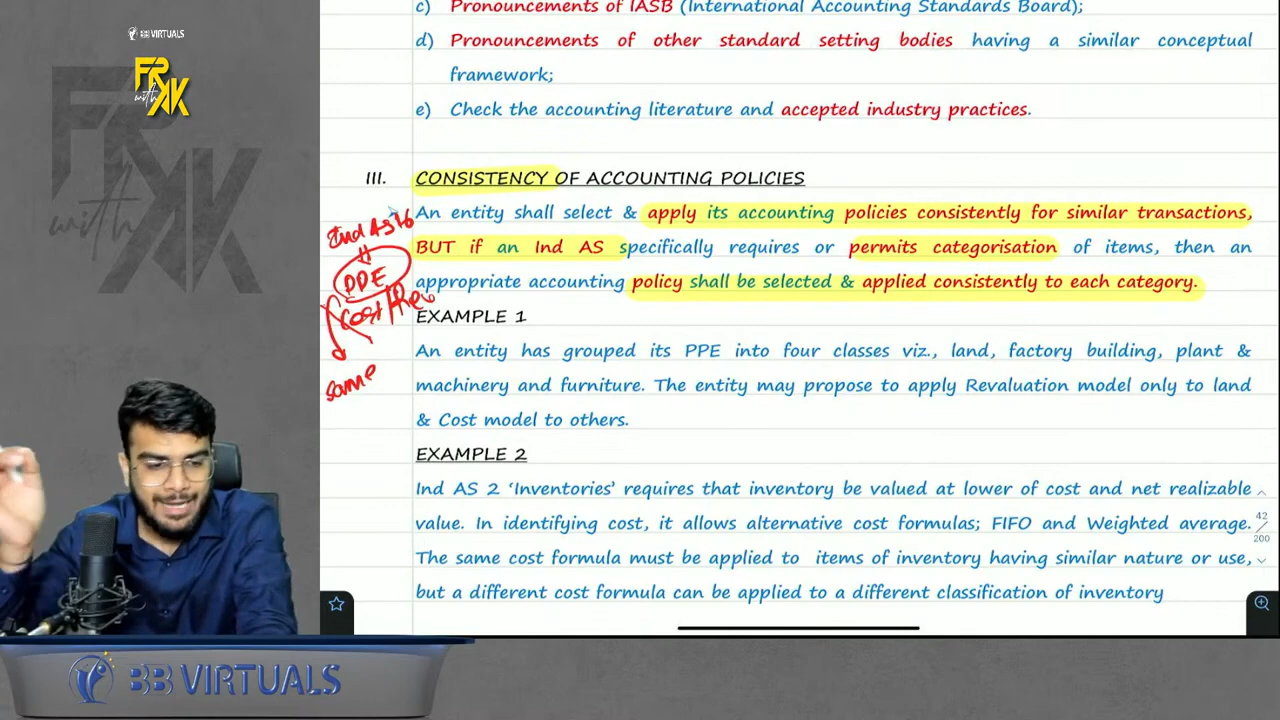 BB VIRTUALS
FR
with
AK
FR
with
AK
c) Pronouncements of IASB (International Accounting Standards Board);
d) Pronouncements of other standard setting bodies having a similar conceptual
framework;
e) Check the accounting literature and accepted industry practices.
III. CONSISTENCY OF ACCOUNTING POLICIES
An entity shall select & apply its accounting policies consistently for similar transactions,
BUT if an Ind AS specifically requires or permits categorisation of items, then an
appropriate accounting policy shall be selected & applied consistently to each category.
Ind AS 16
PPE
Cost/Rev
same
EXAMPLE 1
An entity has grouped its PPE into four classes viz., land, factory building, plant &
machinery and furniture. The entity may propose to apply Revaluation model only to land
& Cost model to others.
EXAMPLE 2
Ind AS 2 ‘Inventories’ requires that inventory be valued at lower of cost and net realizable
value. In identifying cost, it allows alternative cost formulas; FIFO and Weighted average.
The same cost formula must be applied to items of inventory having similar nature or use,
but a different cost formula can be applied to a different classification of inventory
42
/
200
BB VIRTUALS